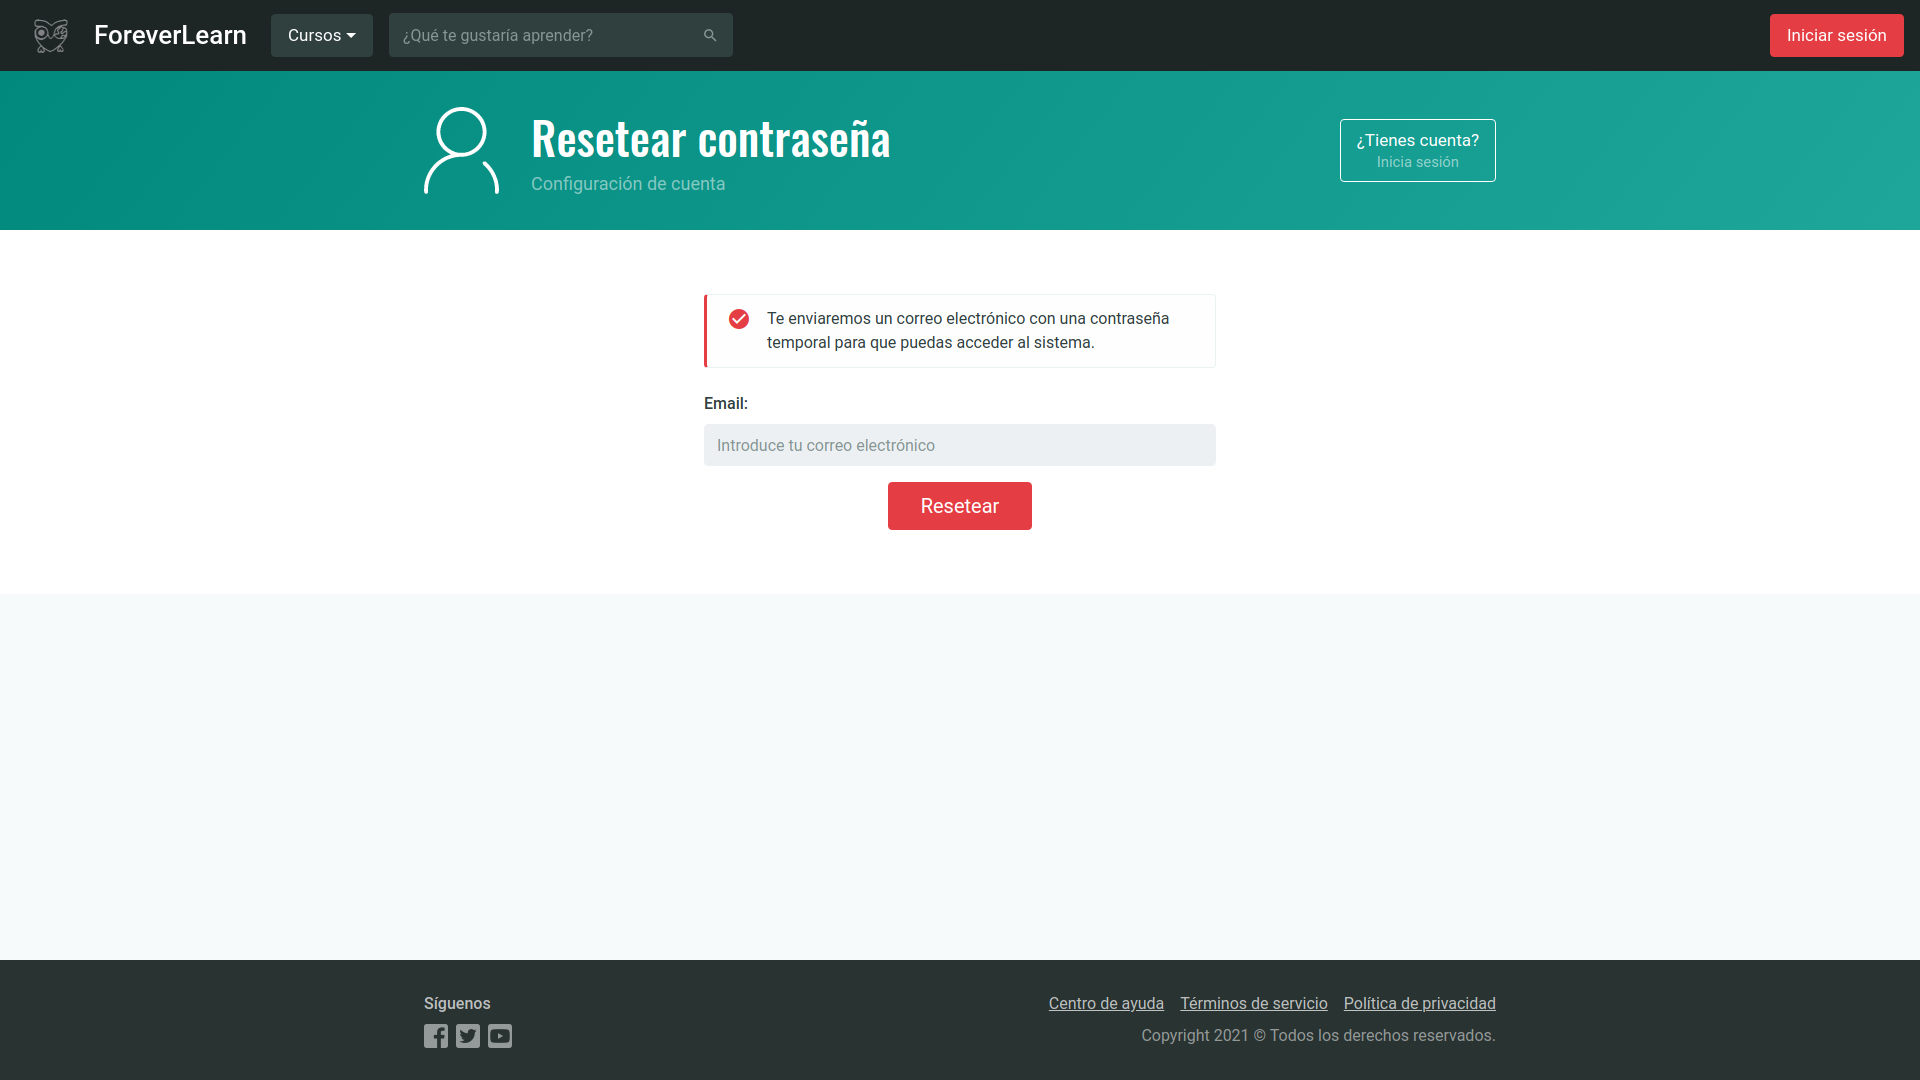 ForeverLearn
Cursos
¿Qué te gustaría aprender?
Iniciar sesión
Resetear contraseña
Configuración de cuenta
¿Tienes cuenta?
Inicia sesión
Te enviaremos un correo electrónico con una contraseña
temporal para que puedas acceder al sistema.
Email:
Introduce tu correo electrónico
Resetear
Síguenos
Centro de ayuda Términos de servicio Política de privacidad
Copyright 2021 © Todos los derechos reservados.